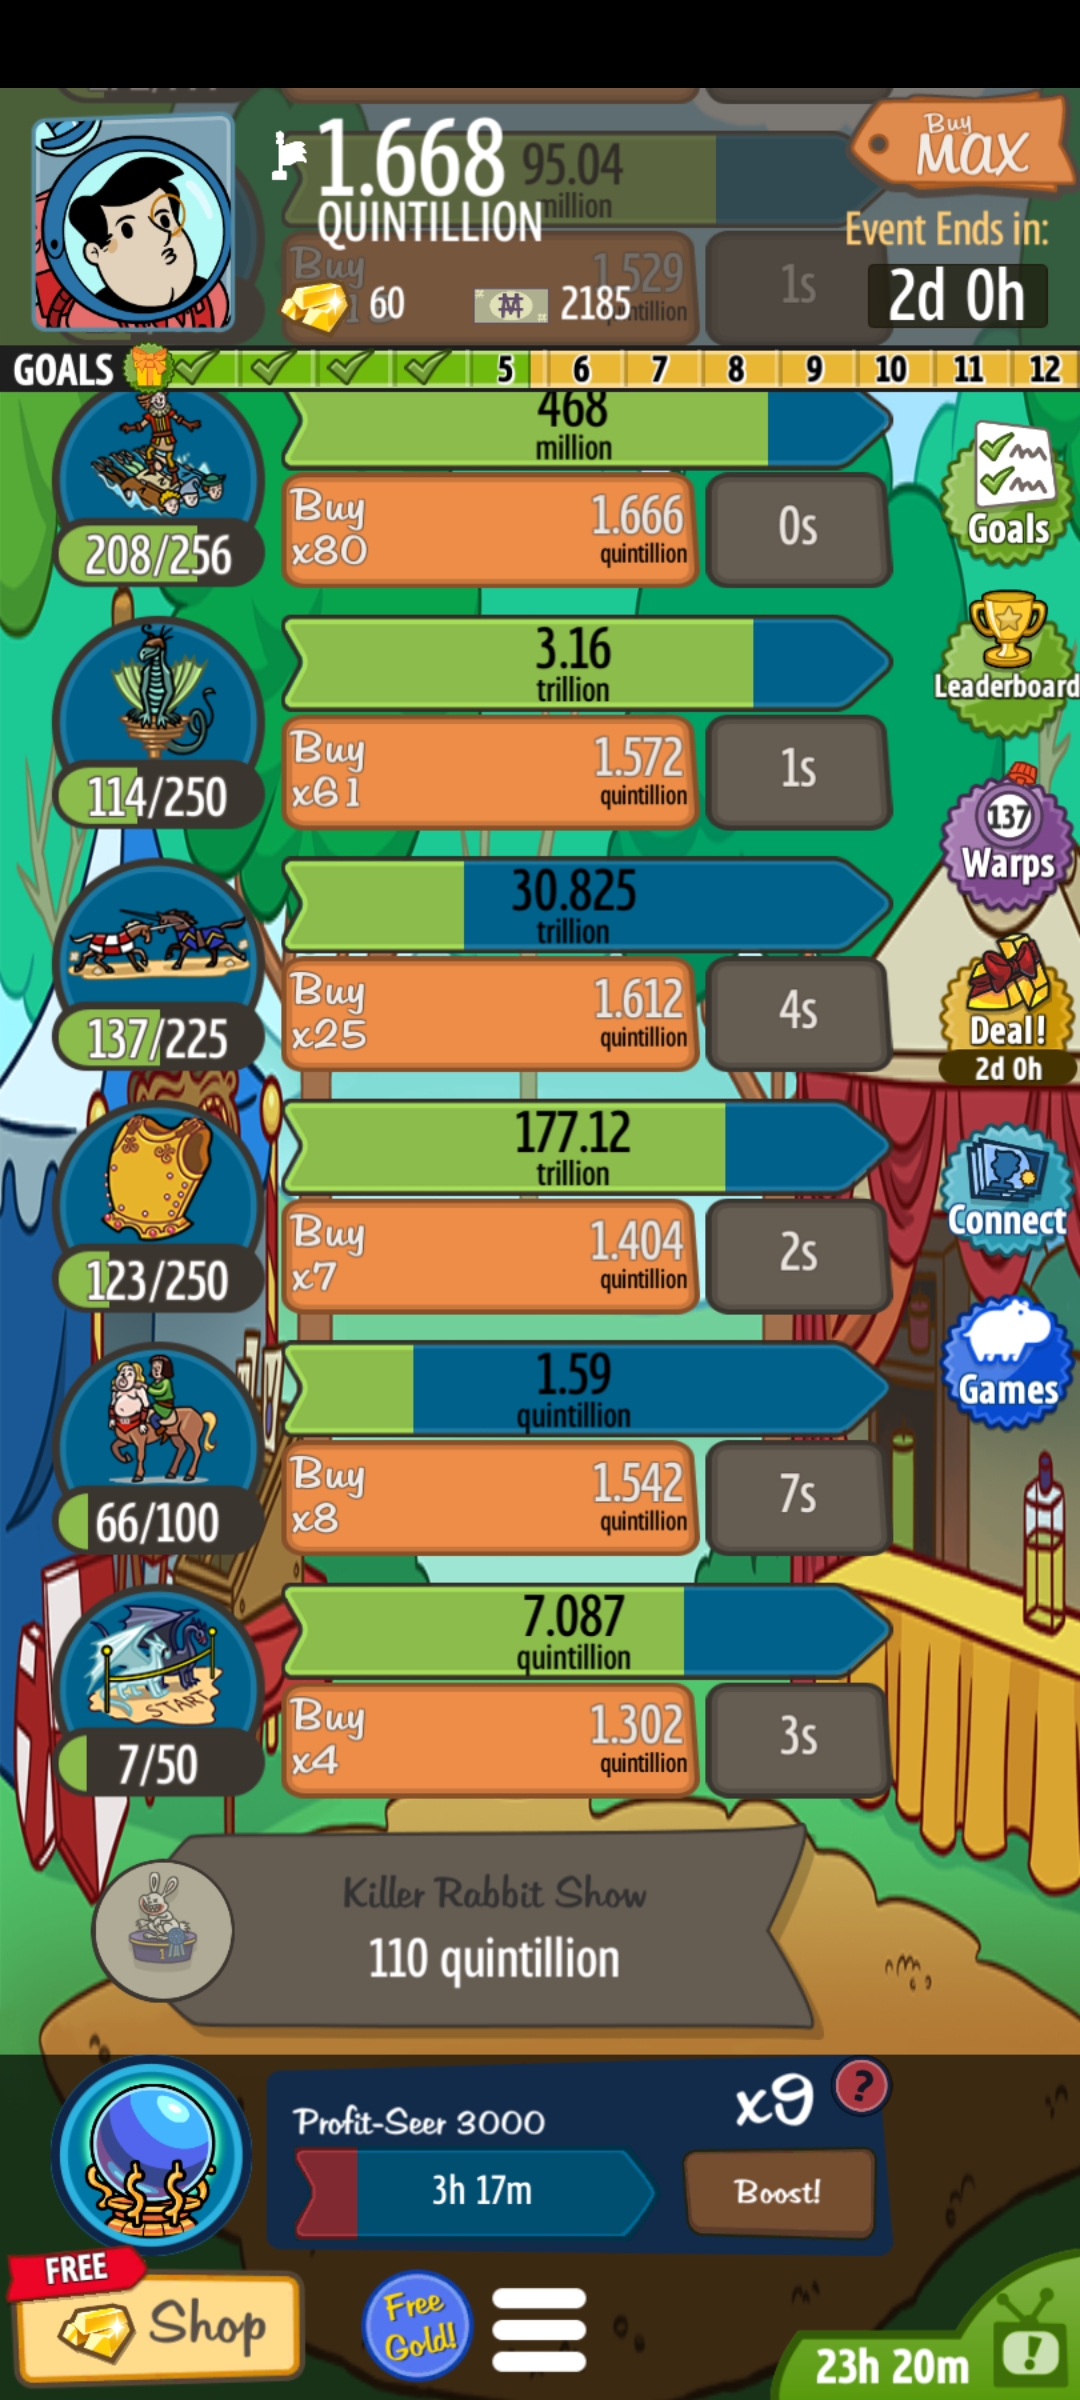 1.668
QUINTILLION
95.04
million
Buy
MAX
Event Ends in:
2d 0h
Buy
1.529
1s
60
2185
GOALS 5 6 7 8 9 10 11 12
468
million
208/256
Buy
x80
1.666
quintillion
0s
Goals
3.16
trillion
114/250
Buy
x61
1.572
quintillion
1s
Leaderboard
137
Warps
30.825
trillion
137/225
Buy
x25
1.612
quintillion
4s
Deal!
2d 0h
177.12
trillion
123/250
Buy
x7
1.404
quintillion
2s
Connect
1.59
quintillion
66/100
Buy
x8
1.542
quintillion
7s
Games
7.087
quintillion
START
7/50
Buy
x4
1.302
quintillion
3s
Killer Rabbit Show
110 quintillion
1
Profit-Seer 3000
x9
?
3h 17m
Boost!
FREE
Shop
Free
Gold!
23h 20m
!